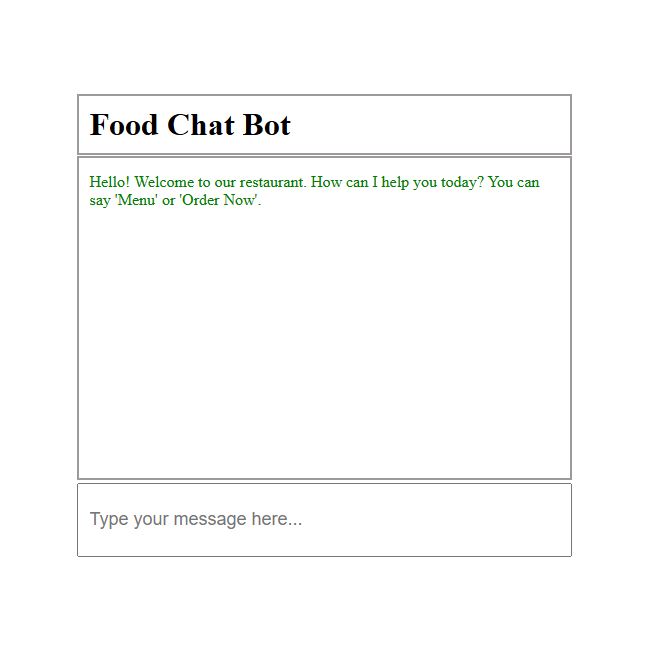 Food Chat Bot
Hello! Welcome to our restaurant. How can I help you today? You can
say 'Menu' or 'Order Now'.
Type your message here...